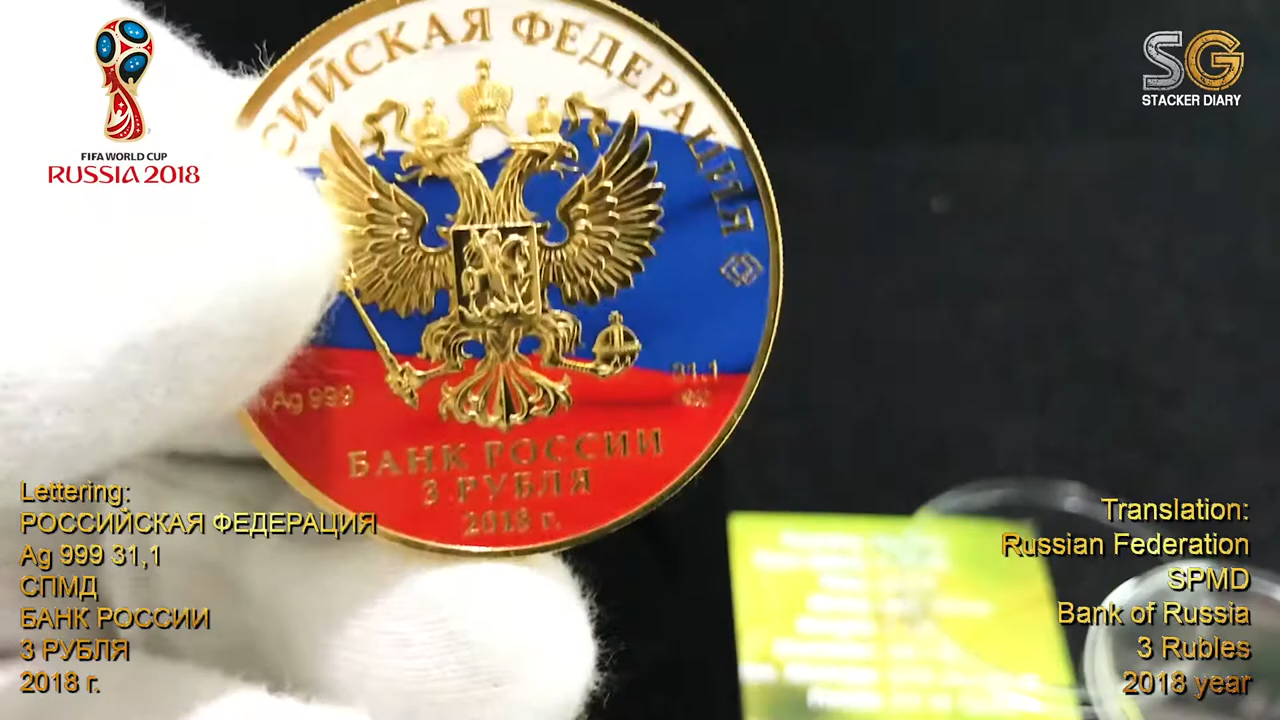 FIFA WORLD CUP
RUSSIA 2018
SG
STACKER DIARY
СИЙСКАЯ ФЕДЕРАЦИЯ
Ag 999
31,1
БАНК РОССИИ
3 РУБЛЯ
2018 г.
Lettering:
РОССИЙСКАЯ ФЕДЕРАЦИЯ
Ag 999 31,1
СПМД
БАНК РОССИИ
3 РУБЛЯ
2018 г.
Translation:
Russian Federation
SPMD
Bank of Russia
3 Rubles
2018 year